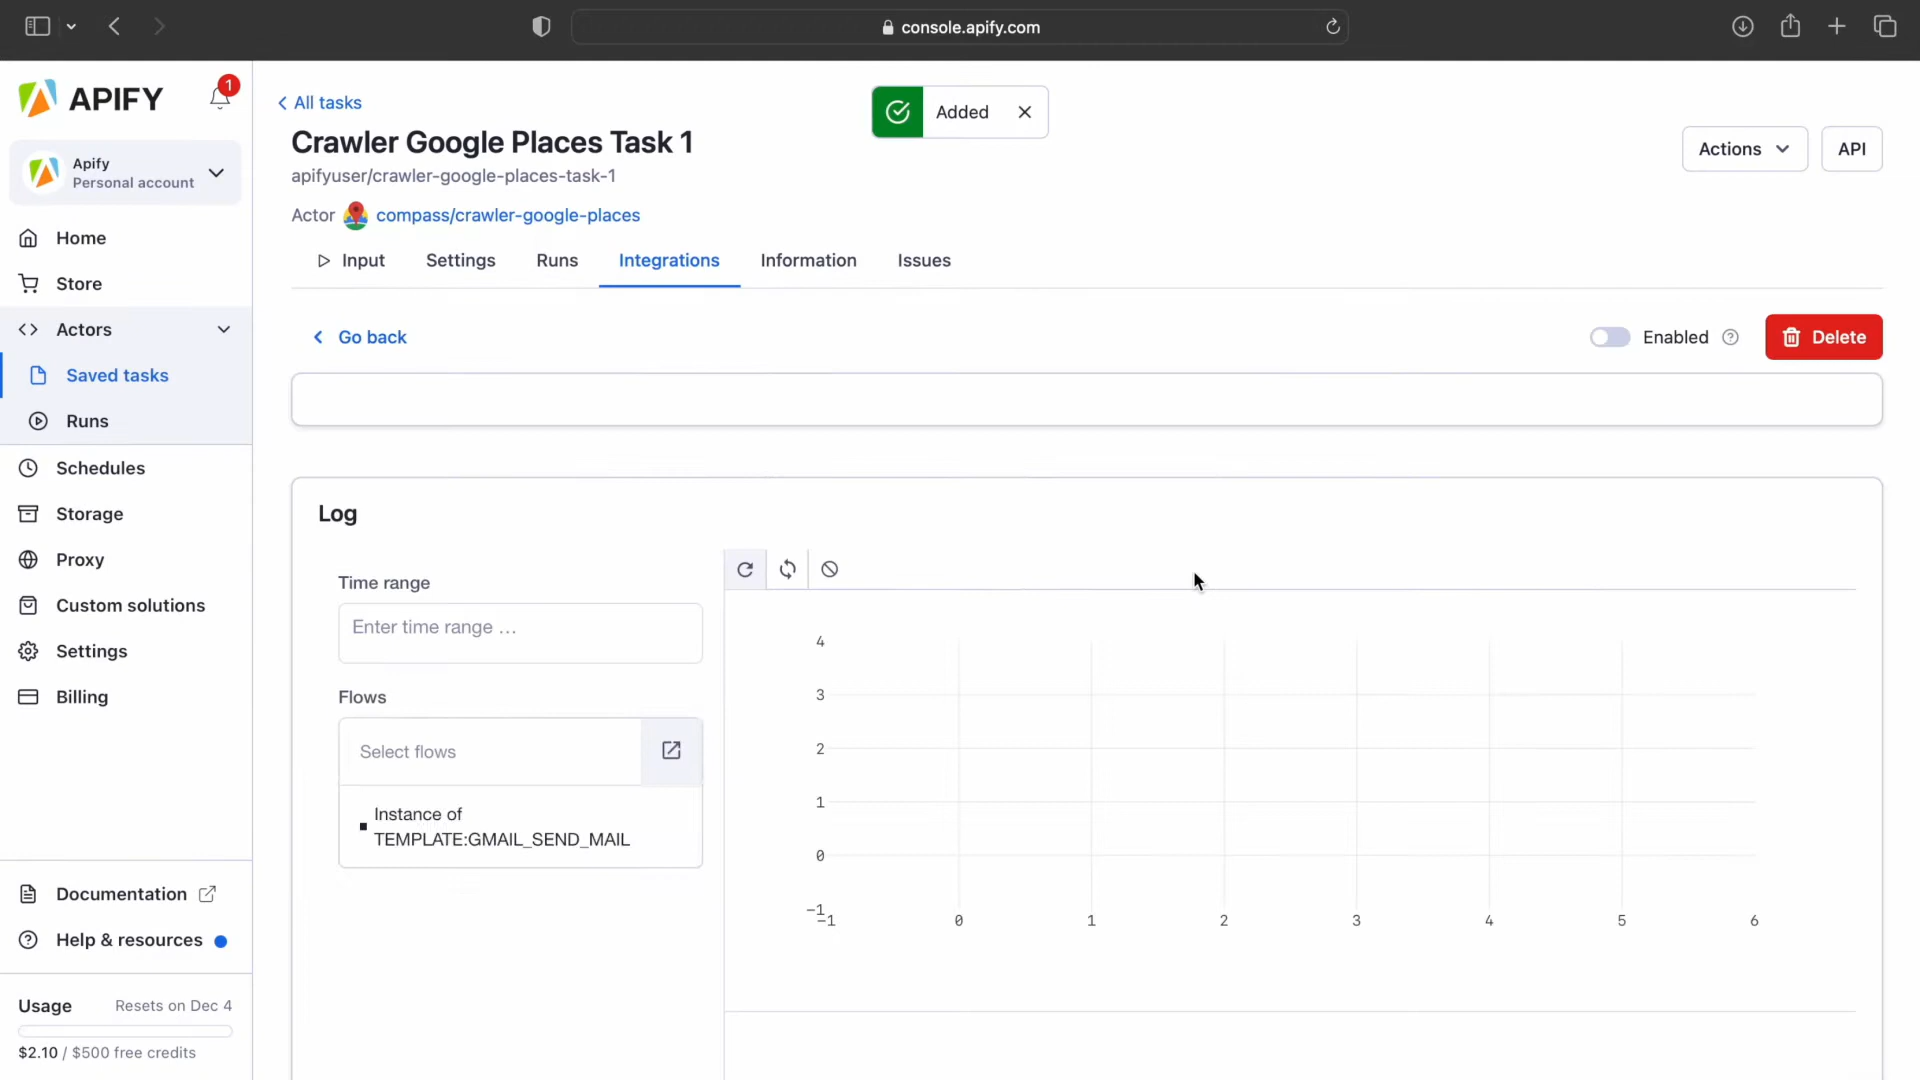 console.apify.com
APIFY
1
Apify
Personal account
Home
Store
Actors
Saved tasks
Runs
Schedules
Storage
Proxy
Custom solutions
Settings
Billing
Documentation
Help & resources
Usage
Resets on Dec 4
$2.10 / $500 free credits
All tasks
Added
Crawler Google Places Task 1
apifyuser/crawler-google-places-task-1
Actor compass/crawler-google-places
Actions
API
Input
Settings
Runs
Integrations
Information
Issues
Go back
Enabled
Delete
Log
Time range
Enter time range ...
Flows
Select flows
Instance of
TEMPLATE:GMAIL_SEND_MAIL
4
3
2
1
0
−1
−1
0
1
2
3
4
5
6